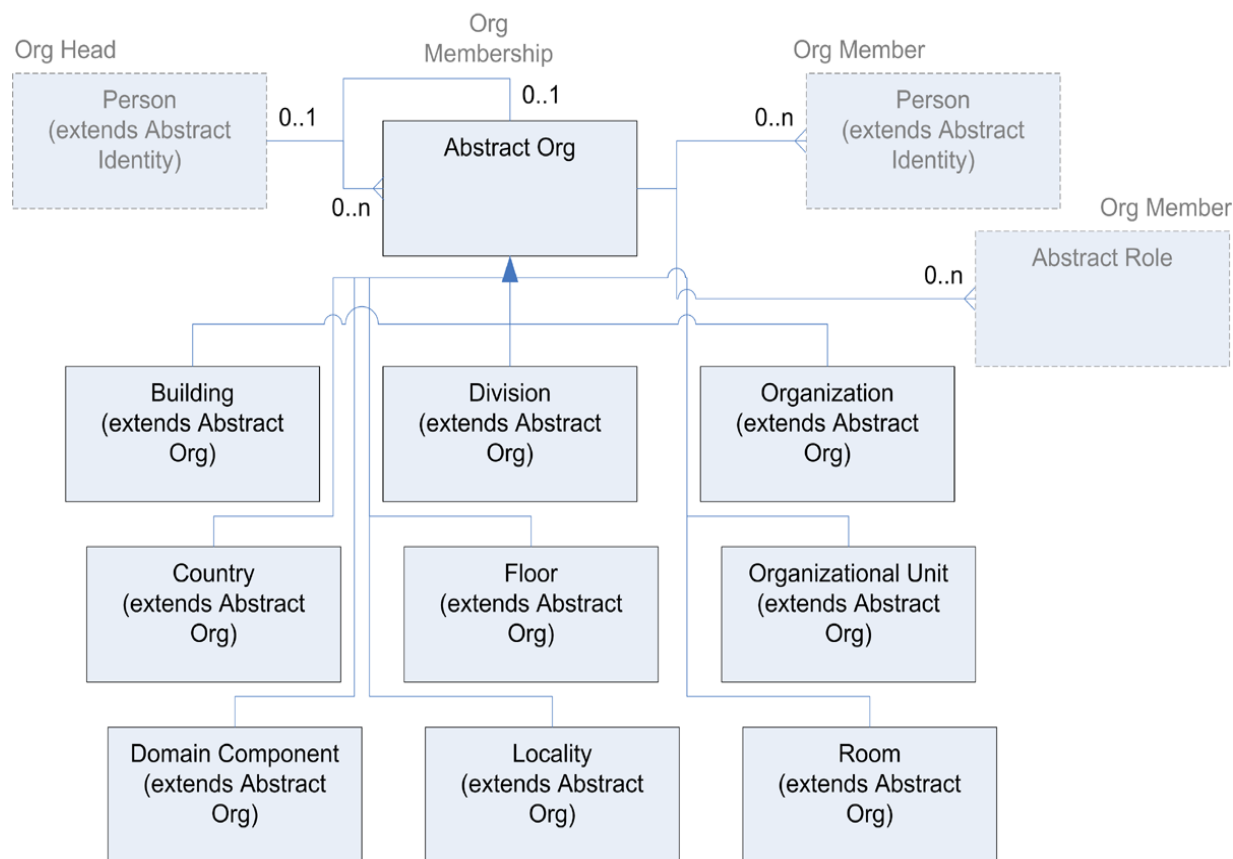 Org
Membership
Org Head
Org Member
Person
(extends Abstract
Identity)
0..1
0..1
0..n
Abstract Org
0..n
Person
(extends Abstract
Identity)
Org Member
Abstract Role
0..n
Building
(extends Abstract
Org)
Division
(extends Abstract
Org)
Organization
(extends Abstract
Org)
Country
(extends Abstract
Org)
Floor
(extends Abstract
Org)
Organizational Unit
(extends Abstract
Org)
Domain Component
(extends Abstract
Org)
Locality
(extends Abstract
Org)
Room
(extends Abstract
Org)